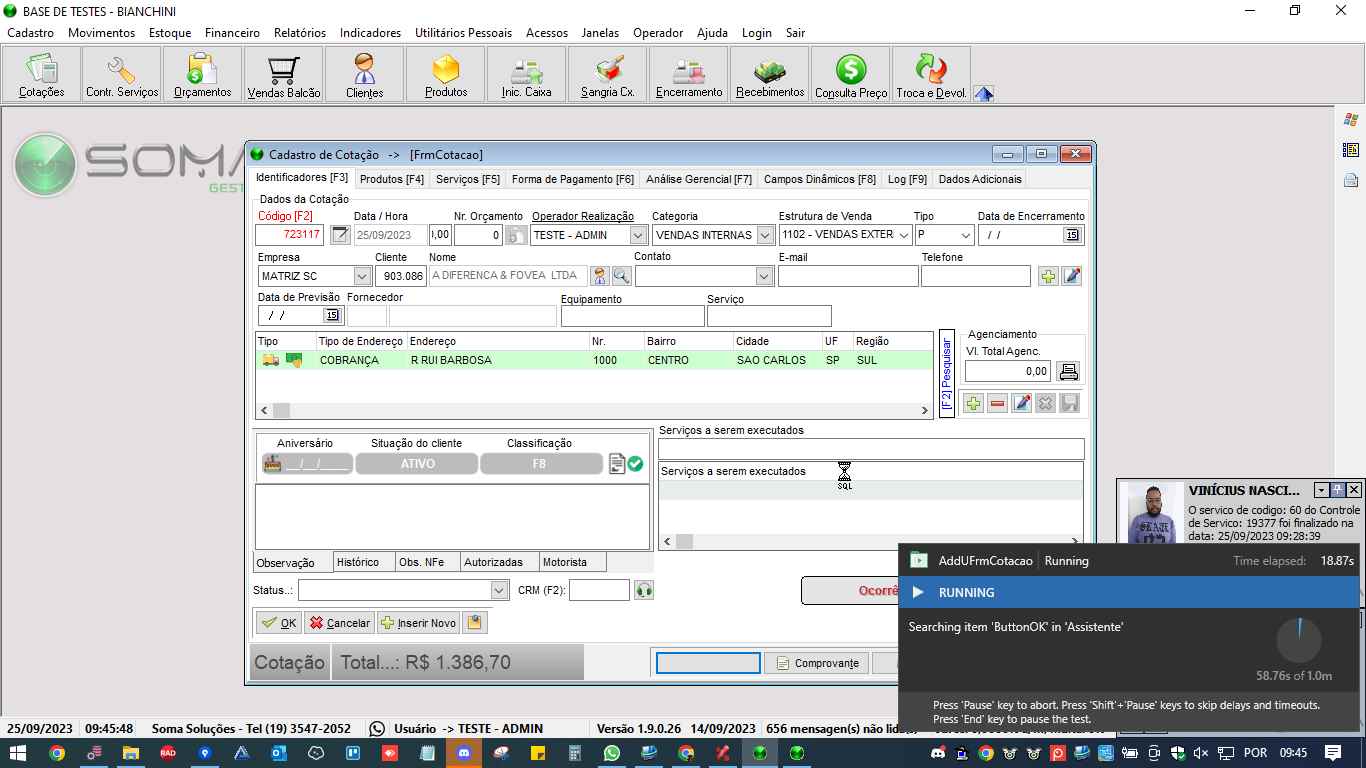 BASE DE TESTES - BIANCHINI
Cadastro Movimentos Estoque Financeiro Relatórios Indicadores Utilitários Pessoais Acessos Janelas Operador Ajuda Login Sair
Cotações Contr. Serviços Orçamentos Vendas Balcão Clientes Produtos Inic. Caixa Sangria Cx. Encerramento Recebimentos Consulta Preço Troca e Devol.
SOMA
GEST
Cadastro de Cotação -> [FrmCotacao]
Identificadores [F3] Produtos [F4] Serviços [F5] Forma de Pagamento [F6] Análise Gerencial [F7] Campos Dinâmicos [F8] Log [F9] Dados Adicionais
Dados da Cotação
Código [F2] Data / Hora Nr. Orçamento Operador Realização Categoria Estrutura de Venda Tipo Data de Encerramento
723117 25/09/2023 0 TESTE - ADMIN VENDAS INTERNAS 1102 - VENDAS EXTER P / / 15
Empresa Cliente Nome Contato E-mail Telefone
MATRIZ SC 903.086 A DIFERENCA & FOVEA LTDA
Data de Previsão Fornecedor Equipamento Serviço
/ / 15
Tipo Tipo de Endereço Endereço Nr. Bairro Cidade UF Região
COBRANÇA R RUI BARBOSA 1000 CENTRO SAO CARLOS SP SUL
[F2] Pesquisar
Agenciamento
Vl. Total Agenc.
0,00
Aniversário Situação do cliente Classificação
__/__/____ ATIVO F8
Serviços a serem executados
Serviços a serem executados
SQL
Observação Histórico Obs. NFe Autorizadas Motorista
Status..: CRM (F2):
Ocorrê
OK Cancelar Inserir Novo
Cotação Total...: R$ 1.386,70
Comprovante
VINÍCIUS NASCI...
O servico de codigo: 60 do Controle
de Servico: 19377 foi finalizado na
data: 25/09/2023 09:28:39
AddUFrmCotacao Running Time elapsed: 18.87s
RUNNING
Searching item 'ButtonOK' in 'Assistente'
58.76s of 1.0m
Press 'Pause' key to abort. Press 'Shift'+'Pause' keys to skip delays and timeouts.
Press 'End' key to pause the test.
25/09/2023 09:45:48 Soma Soluções - Tel (19) 3547-2052 Usuário -> TESTE - ADMIN Versão 1.9.0.26 14/09/2023 656 mensagen(s) não lid
RAD
POR 09:45